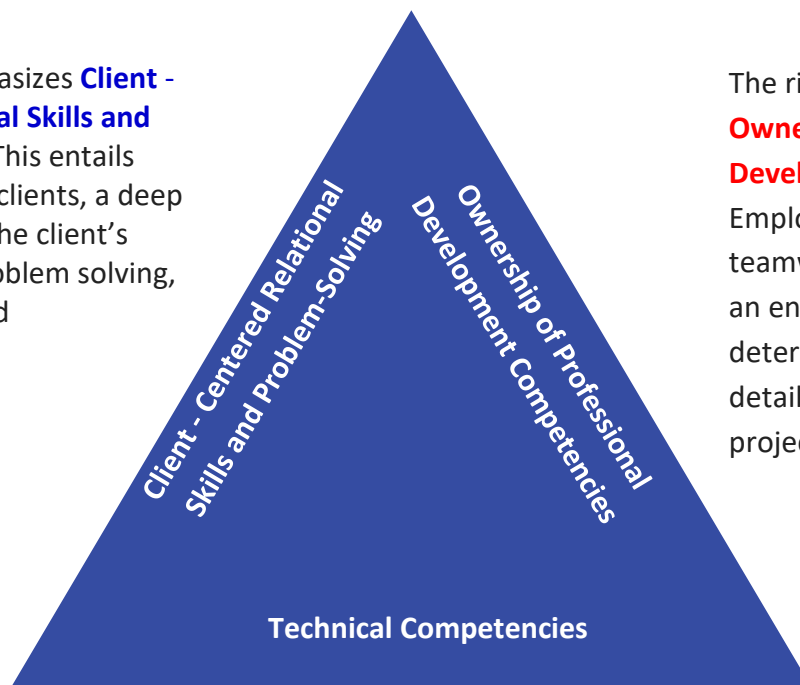 asizes Client -
al Skills and
This entails
clients, a deep
he client's
oblem solving,
d
Client - Centered Relational
Skills and Problem-Solving
Ownership of Professional
Development Competencies
Technical Competencies
The ri
Owne
Devel
Emplo
teamw
an en
deter
detail
projec